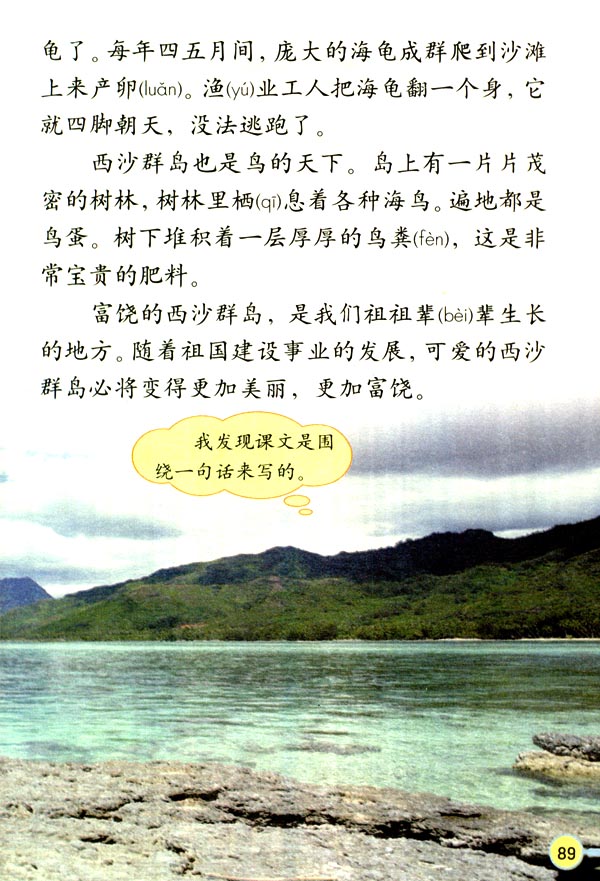 龟了。每年四五月间，庞大的海龟成群爬到沙滩
上来产卵(luǎn)。渔(yú)业工人把海龟翻一个身，它
就四脚朝天，没法逃跑了。
西沙群岛也是鸟的天下。岛上有一片片茂
密的树林，树林里栖(qī)息着各种海鸟。遍地都是
鸟蛋。树下堆积着一层厚厚的鸟粪(fèn)，这是非
常宝贵的肥料。
富饶的西沙群岛，是我们祖祖辈(bèi)辈生长
的地方。随着祖国建设事业的发展，可爱的西沙
群岛必将变得更加美丽，更加富饶。
我发现课文是围
绕一句话来写的。
89